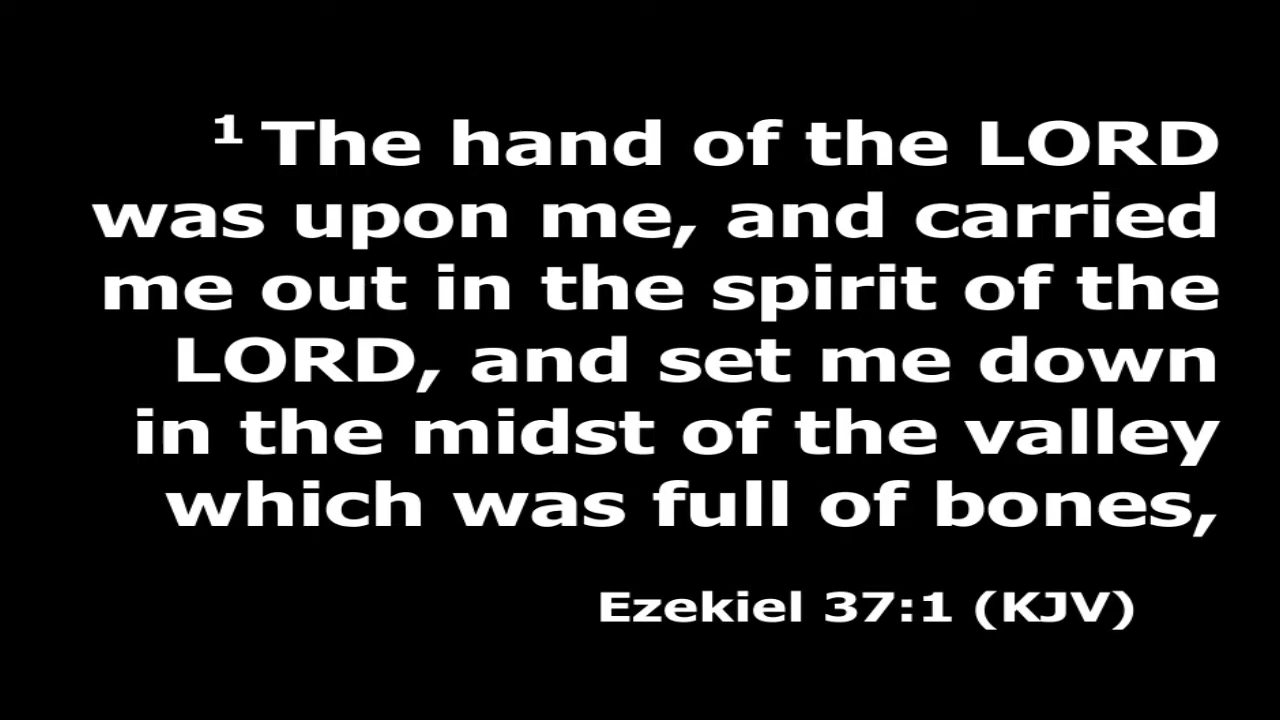 1 The hand of the LORD
was upon me, and carried
me out in the spirit of the
LORD, and set me down
in the midst of the valley
which was full of bones,
Ezekiel 37:1 (KJV)